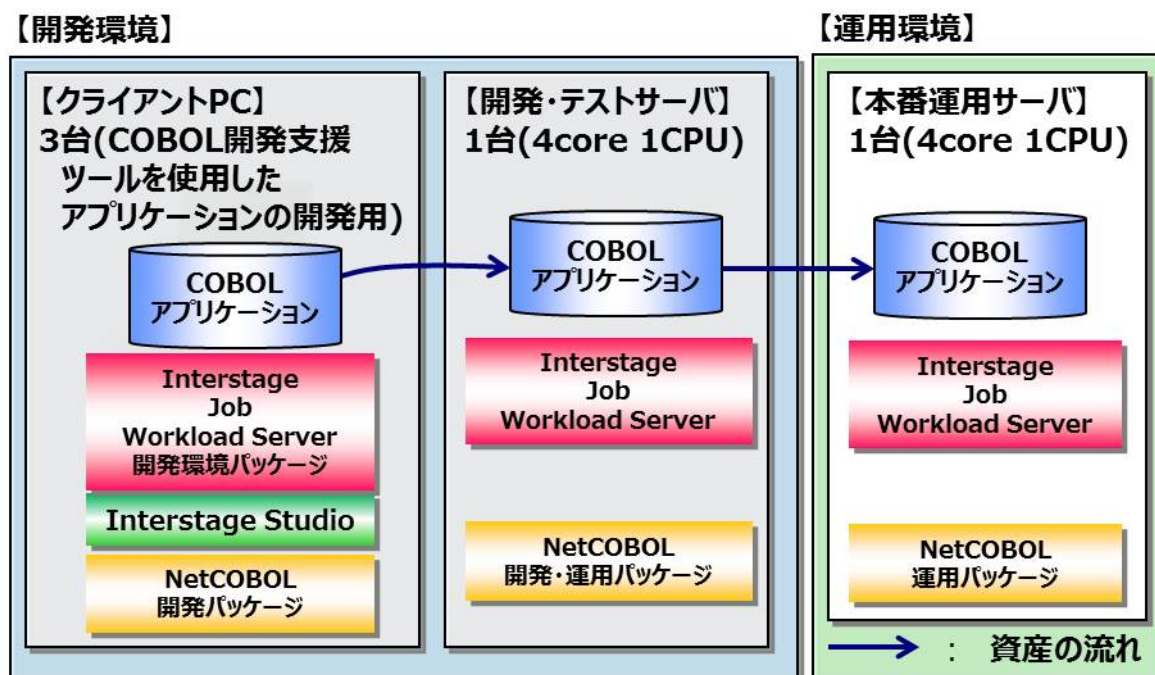 【開発環境】
【クライアントPC】
3台(COBOL開発支援
ツールを使用した
アプリケーションの開発用)
COBOL
アプリケーション
Interstage
Job
Workload Server
開発環境パッケージ
Interstage Studio
NetCOBOL
開発パッケージ
【開発・テストサーバ】
1台(4core 1CPU)
COBOL
アプリケーション
Interstage
Job
Workload Server
NetCOBOL
開発・運用パッケージ
【運用環境】
【本番運用サーバ】
1台(4core 1CPU)
COBOL
アプリケーション
Interstage
Job
Workload Server
NetCOBOL
運用パッケージ
: 資産の流れ